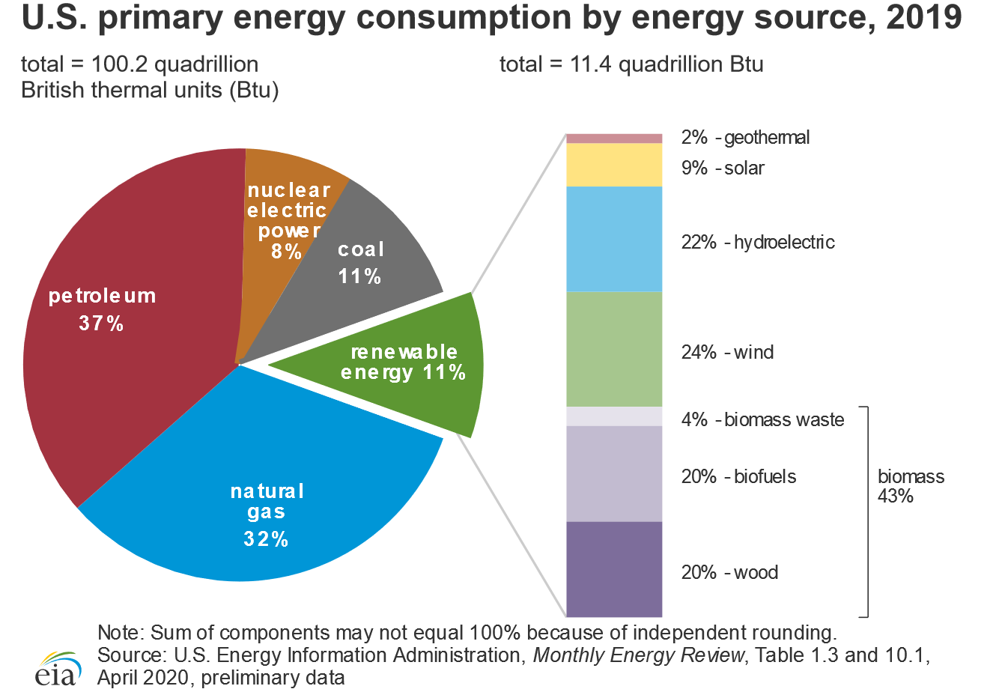 U.S. primary energy consumption by energy source, 2019
total = 100.2 quadrillion
British thermal units (Btu)
total = 11.4 quadrillion Btu
nuclear
electric
power
8%
coal
11%
petroleum
37%
renewable
energy 11%
natural
gas
32%
2% - geothermal
9% - solar
22% - hydroelectric
24% - wind
4% - biomass waste
20% - biofuels
20% - wood
biomass
43%
Note: Sum of components may not equal 100% because of independent rounding.
Source: U.S. Energy Information Administration, Monthly Energy Review, Table 1.3 and 10.1,
April 2020, preliminary data
eia